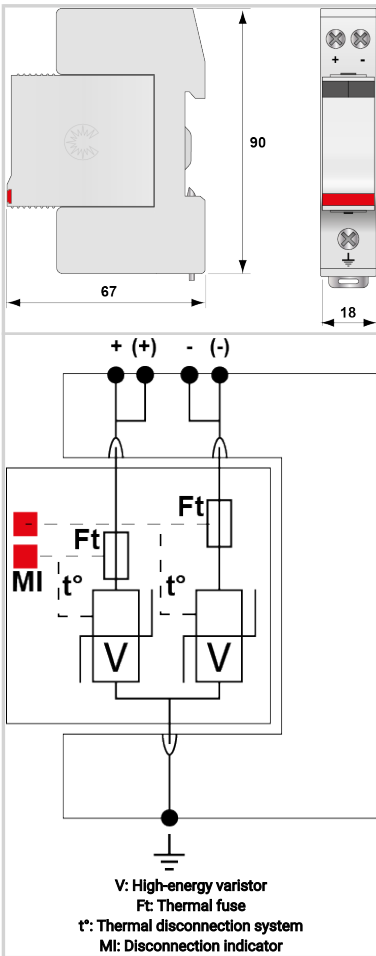 + -
90
67
18
+ (+) - (-)
Ft
Ft
MI
t°
t°
V
V
V: High-energy varistor
Ft: Thermal fuse
t°: Thermal disconnection system
MI: Disconnection indicator